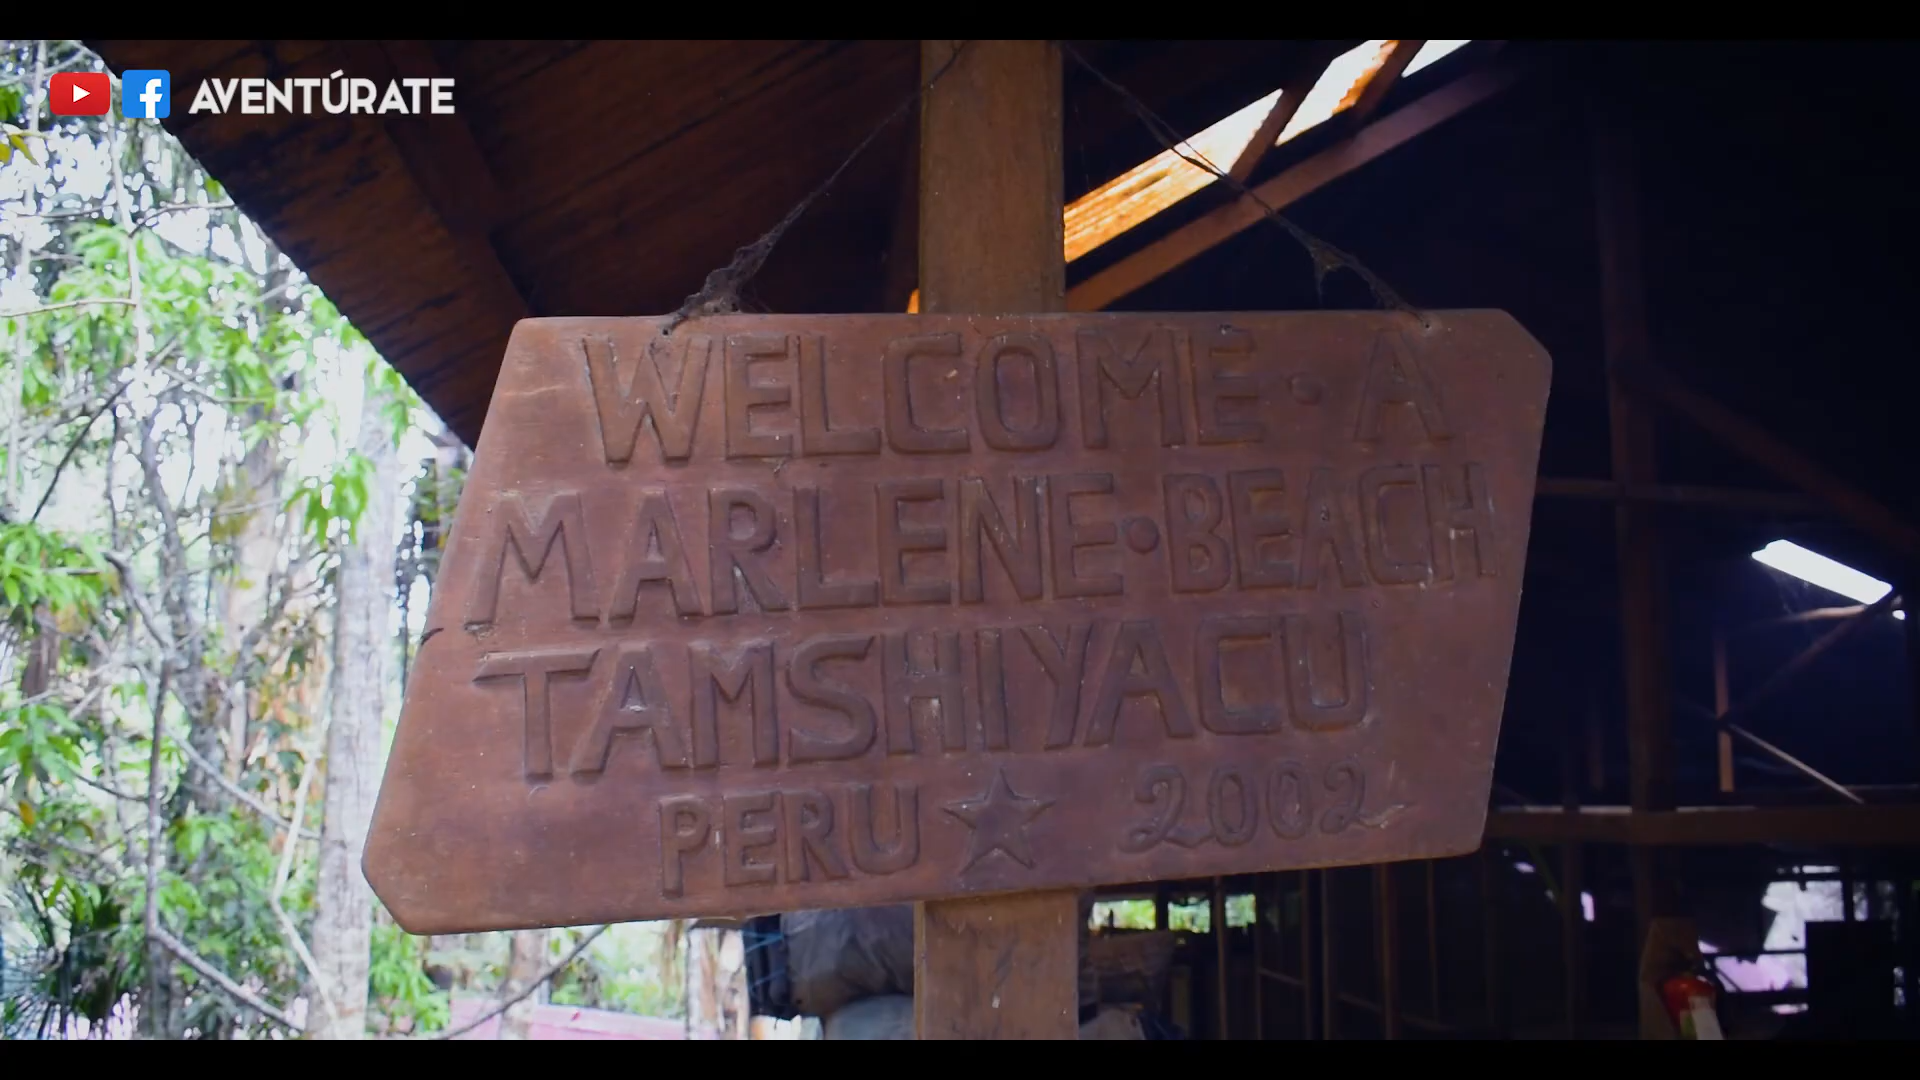 AVENTÚRATE
WELCOME · A
MARLENE · BEACH
TAMSHIYACU
PERU ★ 2002